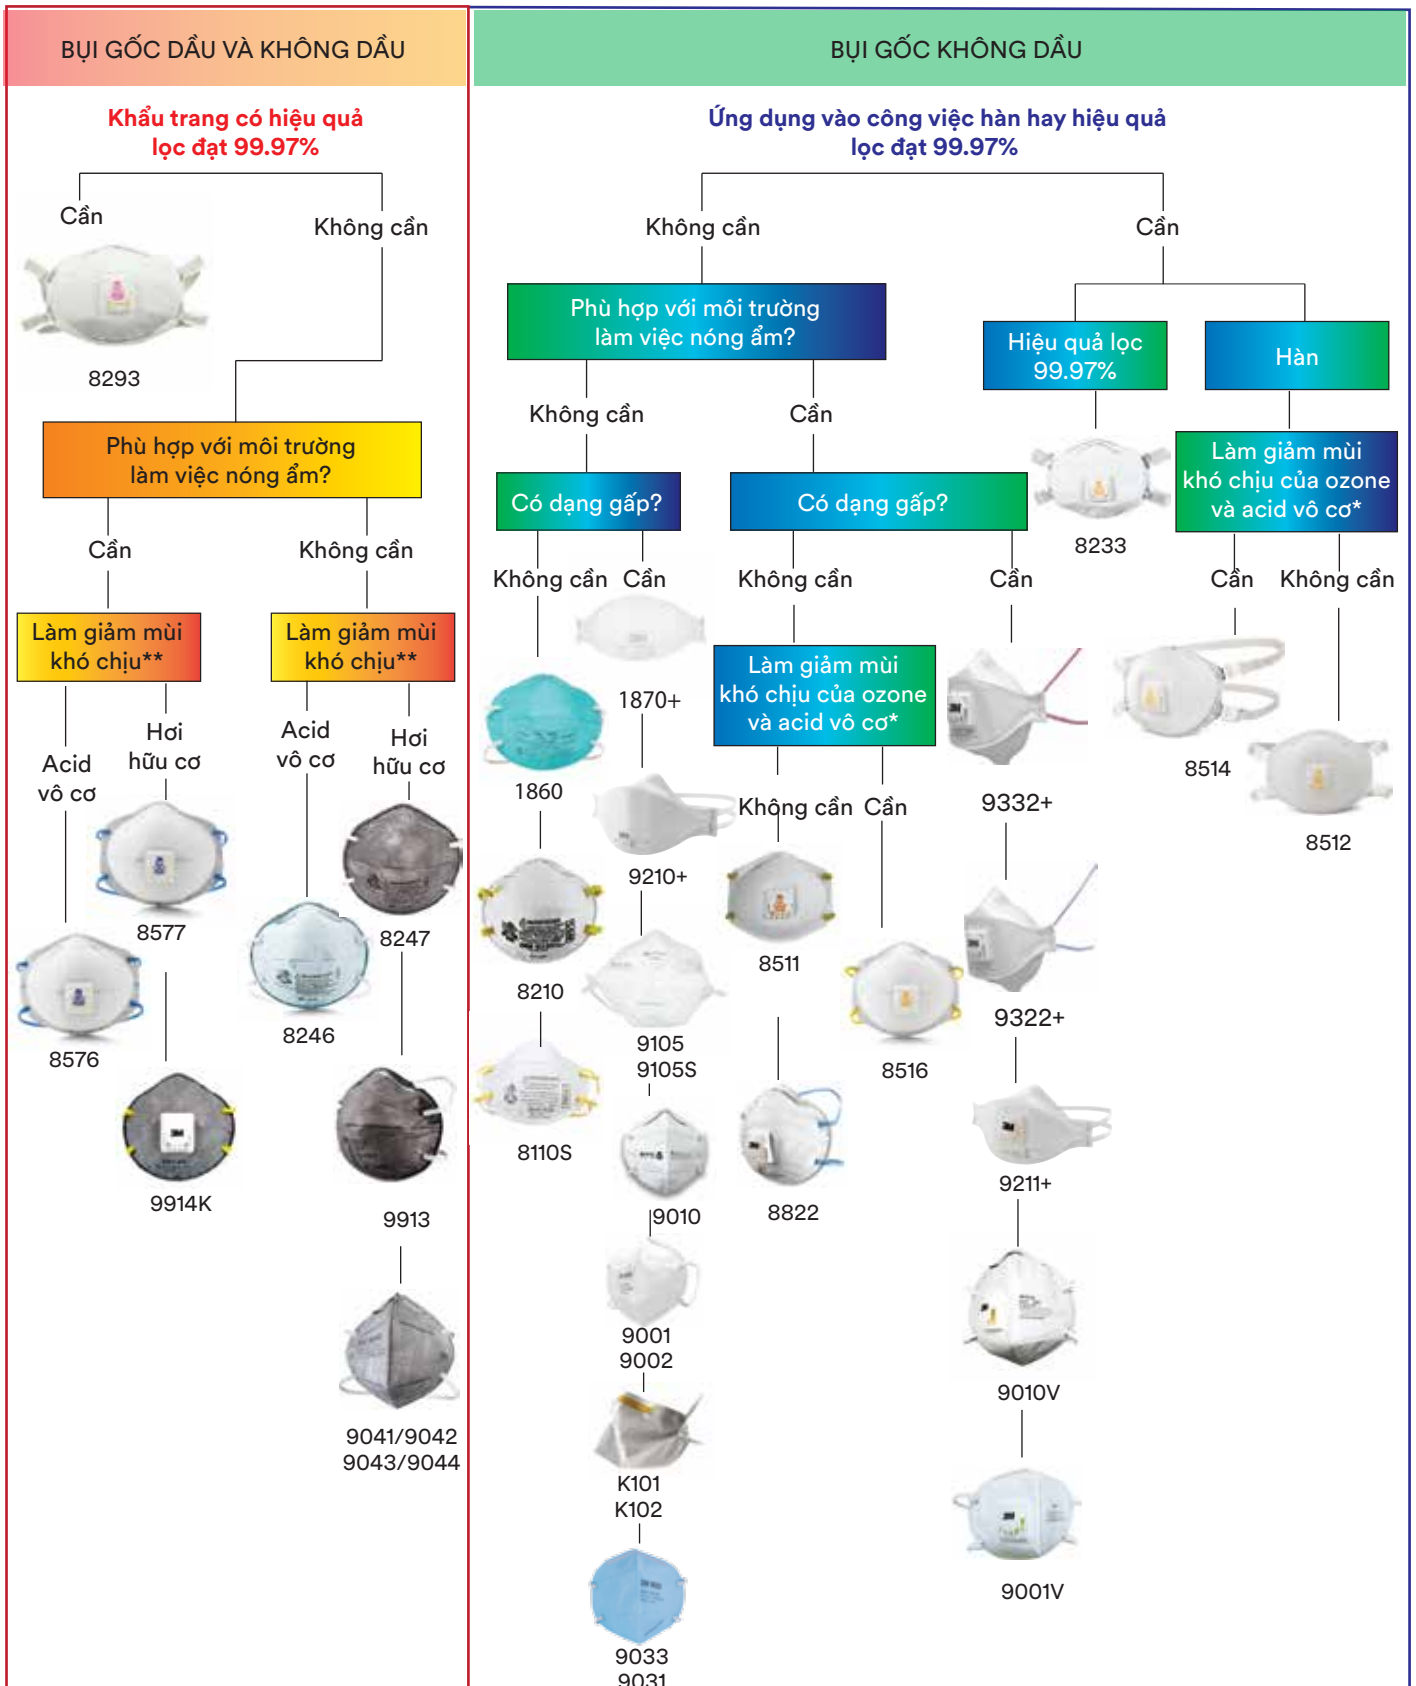 BỤI GỐC DẦU VÀ KHÔNG DẦU
Khẩu trang có hiệu quả
lọc đạt 99.97%
Cần
Không cần
8293
Phù hợp với môi trường
làm việc nóng ẩm?
Cần
Không cần
Làm giảm mùi
khó chịu**
Làm giảm mùi
khó chịu**
Acid
vô cơ
Hơi
hữu cơ
Acid
vô cơ
Hơi
hữu cơ
8577
8576
8247
8246
9914K
9913
9041/9042
9043/9044
BỤI GỐC KHÔNG DẦU
Ứng dụng vào công việc hàn hay hiệu quả
lọc đạt 99.97%
Không cần
Cần
Phù hợp với môi trường
làm việc nóng ẩm?
Hiệu quả lọc
99.97%
Hàn
Không cần
Cần
Có dạng gấp?
Có dạng gấp?
8233
Làm giảm mùi
khó chịu của ozone
và acid vô cơ*
Không cần
Cần
Không cần
Cần
Cần
Không cần
1870+
1860
Làm giảm mùi
khó chịu của ozone
và acid vô cơ*
9332+
8514
8512
Không cần
Cần
9210+
8210
8511
9322+
9105
9105S
8516
8110S
9010
8822
3M
9211+
9001
9002
9010V
K101
K102
9001V
9033
9031